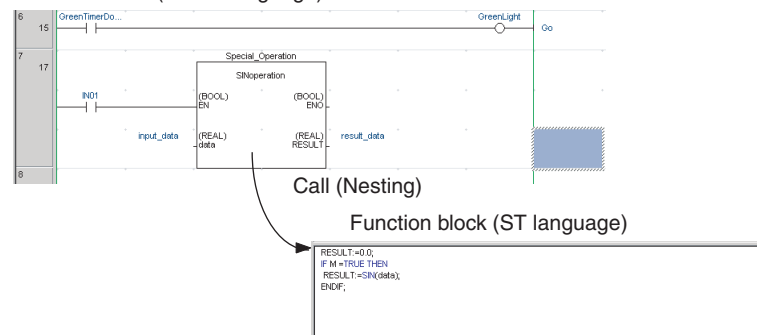 6
15
GreenTimerDo...
GreenLight
Go
7
17
Special_Operation
SINoperation
IN01
(BOOL)
EN
(BOOL)
ENO
input_data
(REAL)
data
(REAL)
RESULT
result_data
8
Call (Nesting)
Function block (ST language)
RESULT:=0.0;
IF M =TRUE THEN
RESULT:=SIN(data);
ENDIF;